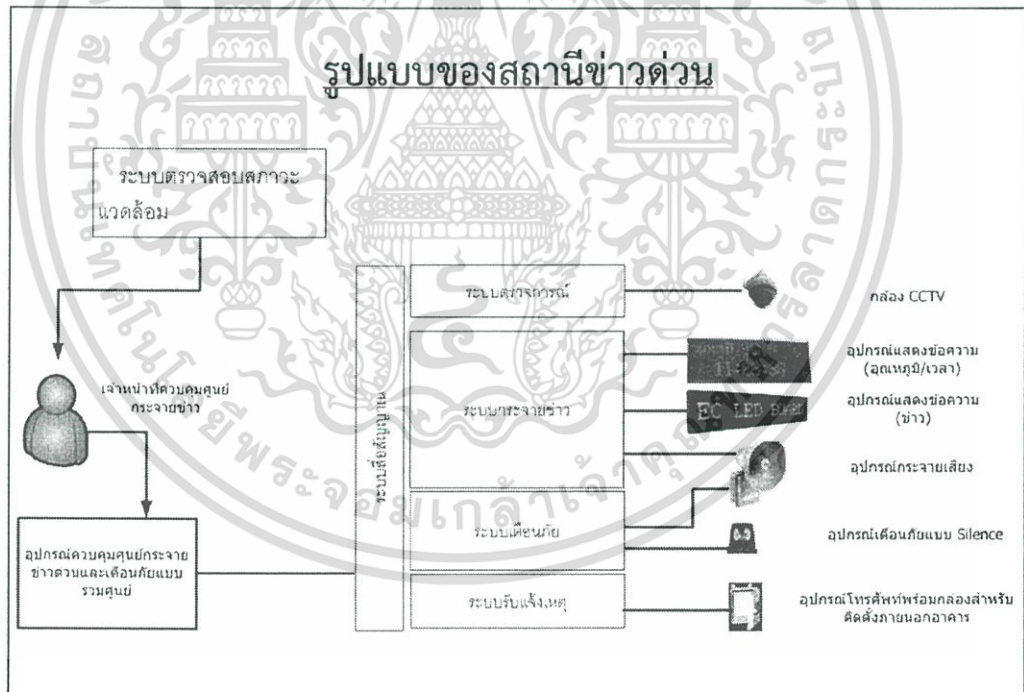 รูปแบบของสถานีข่าวด่วน
ระบบตรวจสอบสภาวะ
แวดล้อม
เจ้าหน้าที่ควบคุมศูนย์
กระจายข่าว
อุปกรณ์ควบคุมศูนย์กระจาย
ข่าวด่วนและเตือนภัยแบบ
รวมศูนย์
ระบบสื่อสัญญาณ
ระบบตรวจการณ์
ระบบกระจายข่าว
ระบบเตือนภัย
ระบบรับแจ้งเหตุ
กล้อง CCTV
อุปกรณ์แสดงข้อความ
(อุณหภูมิ/เวลา)
EC LED BOARD
อุปกรณ์แสดงข้อความ
(ข่าว)
อุปกรณ์กระจายเสียง
อุปกรณ์เตือนภัยแบบ Silence
อุปกรณ์โทรศัพท์พร้อมกล่องสำหรับ
ติดตั้งภายนอกอาคาร